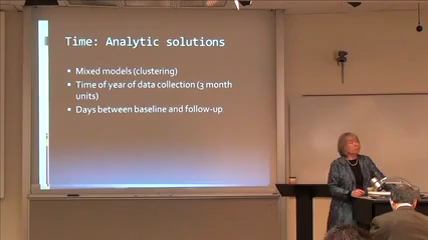 Time: Analytic solutions
▪ Mixed models (clustering)
▪ Time of year of data collection (3 month
units)
▪ Days between baseline and follow-up